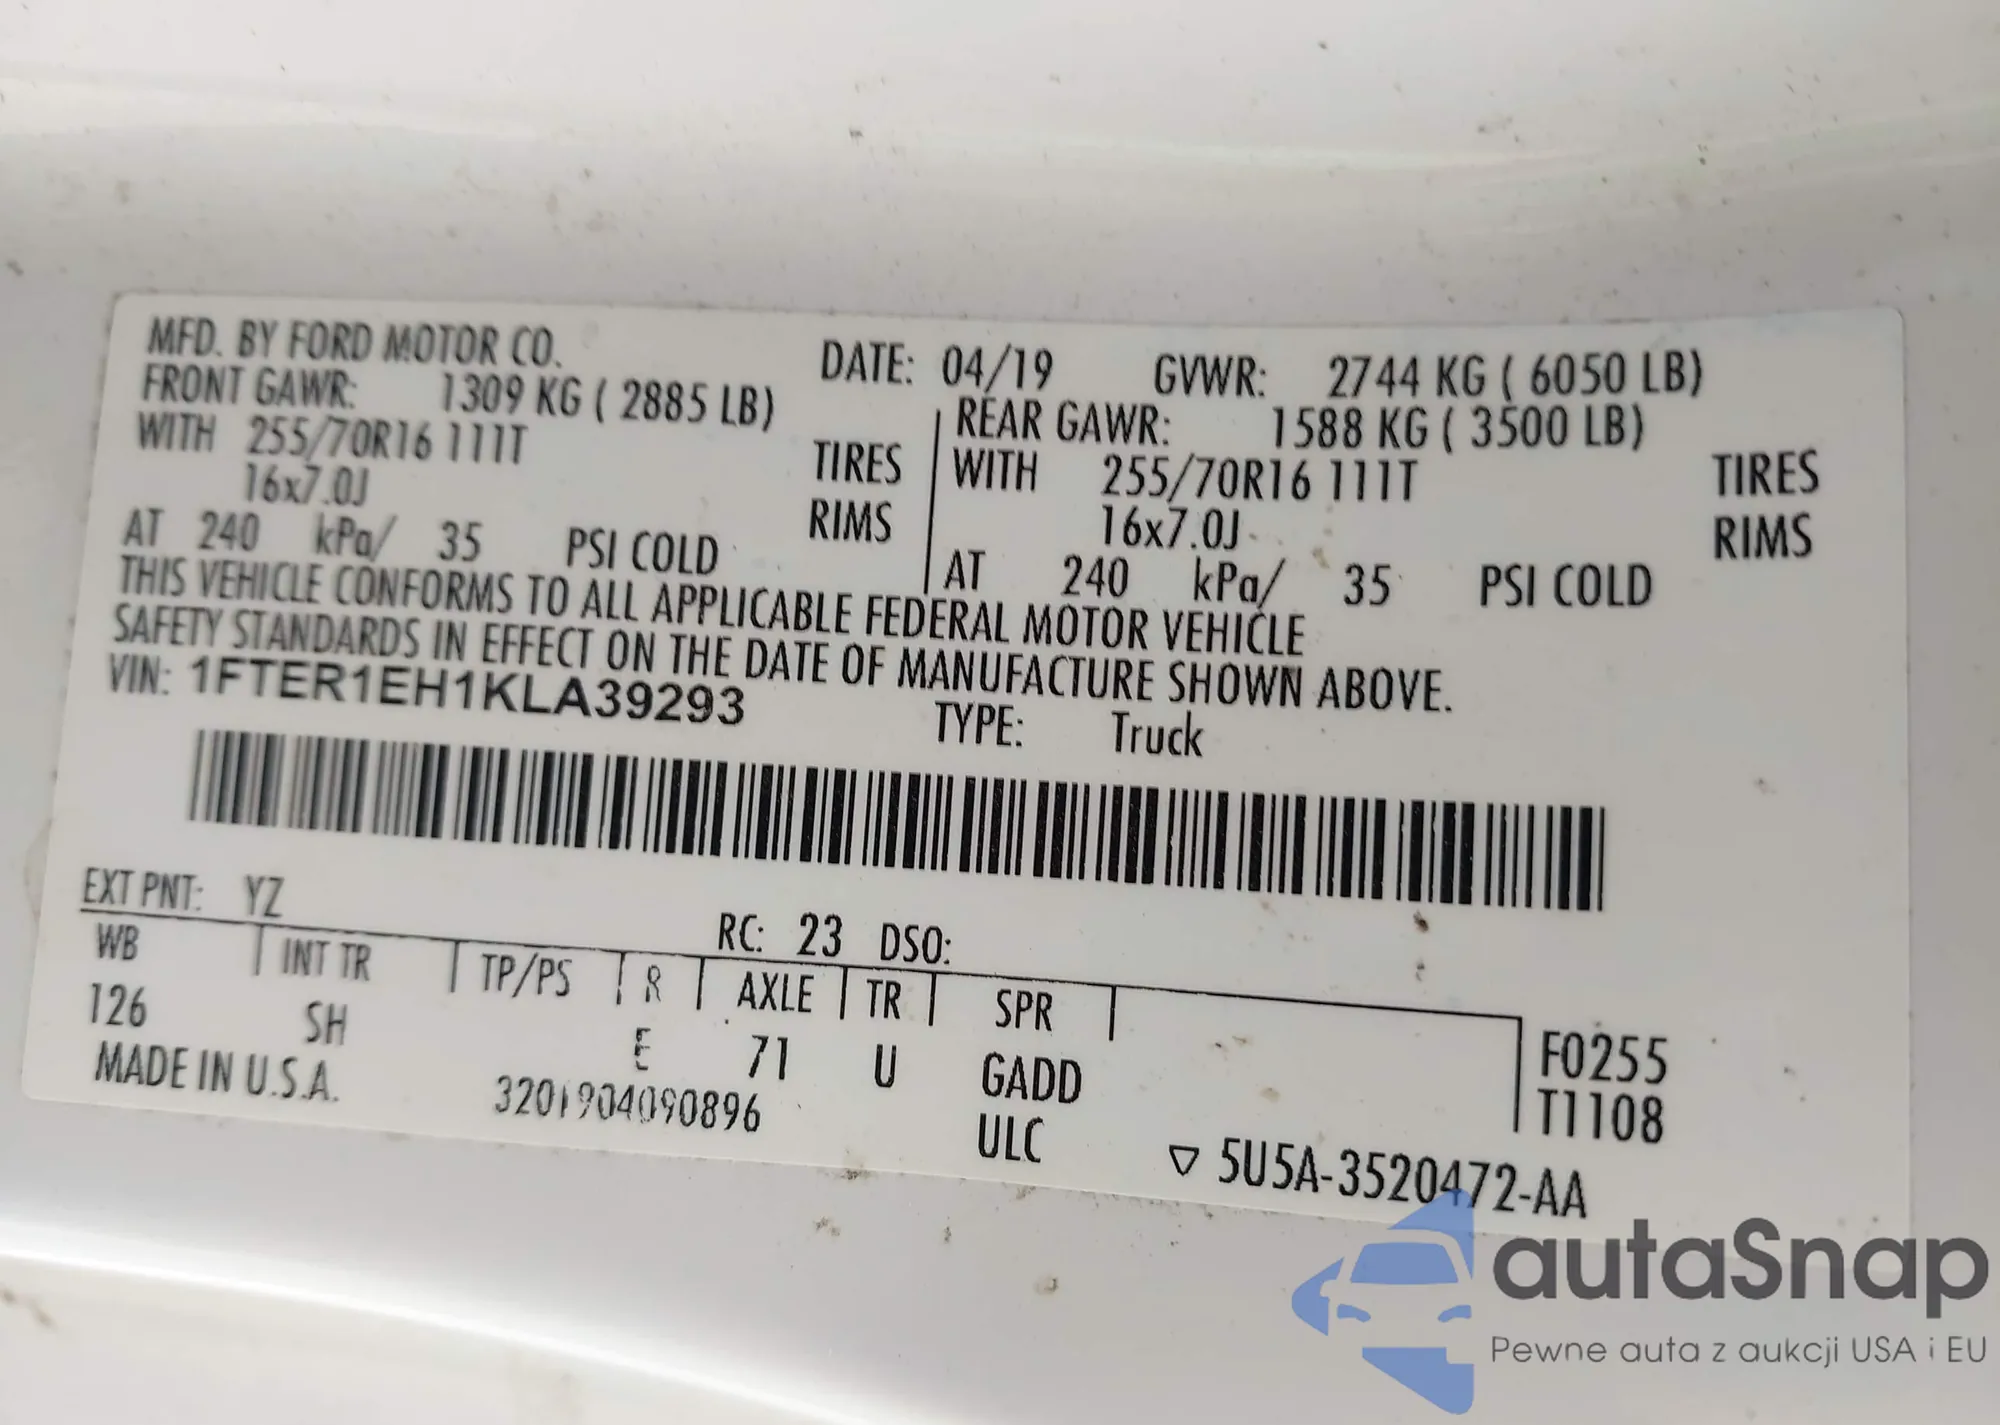 MFD. BY FORD MOTOR CO. DATE: 04/19 GVWR: 2744 KG ( 6050 LB)
FRONT GAWR: 1309 KG ( 2885 LB) REAR GAWR: 1588 KG ( 3500 LB)
WITH 255/70R16 111T TIRES WITH 255/70R16 111T TIRES
16x7.0J RIMS 16x7.0J RIMS
AT 240 kPa/ 35 PSI COLD AT 240 kPa/ 35 PSI COLD
THIS VEHICLE CONFORMS TO ALL APPLICABLE FEDERAL MOTOR VEHICLE
SAFETY STANDARDS IN EFFECT ON THE DATE OF MANUFACTURE SHOWN ABOVE.
VIN: 1FTER1EH1KLA39293 TYPE: Truck
EXT PNT: YZ RC: 23 DSO:
WB INT TR TP/PS R AXLE TR SPR
126 SH E 71 U GADD F0255
MADE IN U.S.A. 3201904090896 ULC T1108
▽ 5U5A-3520472-AA
autaSnap
Pewne auta z aukcji USA i EU